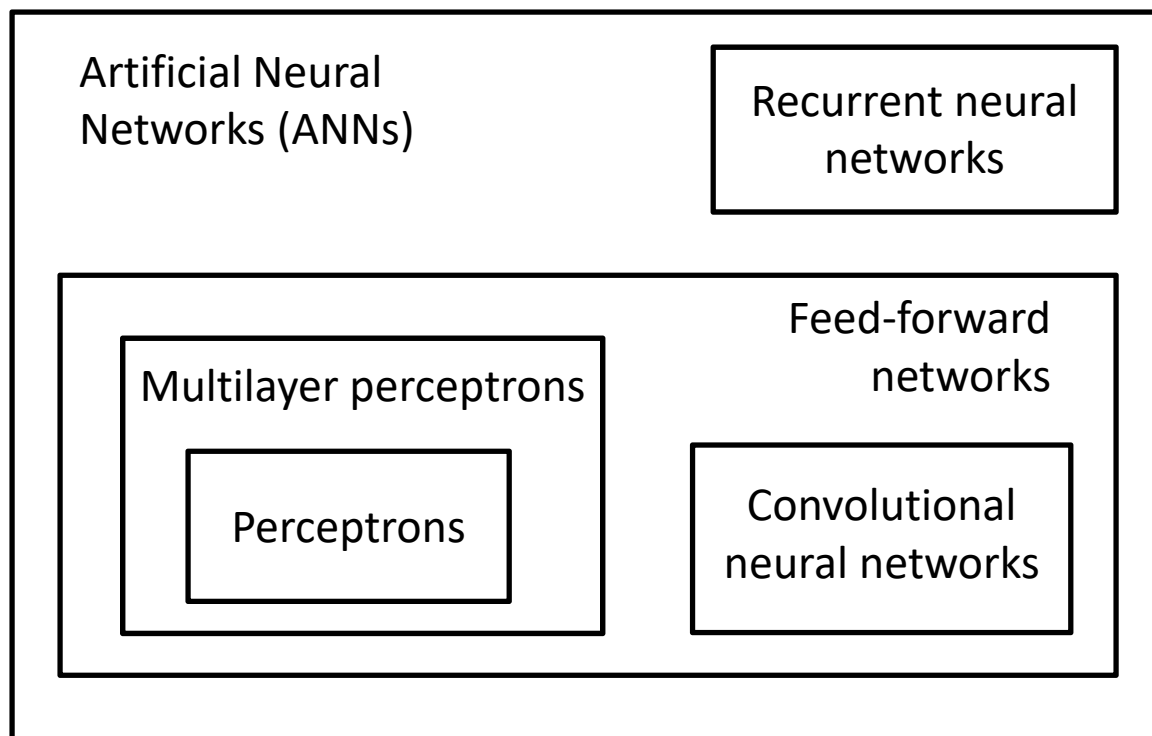 Artificial Neural
Networks (ANNs)
Recurrent neural
networks
Feed-forward
networks
Multilayer perceptrons
Perceptrons
Convolutional
neural networks